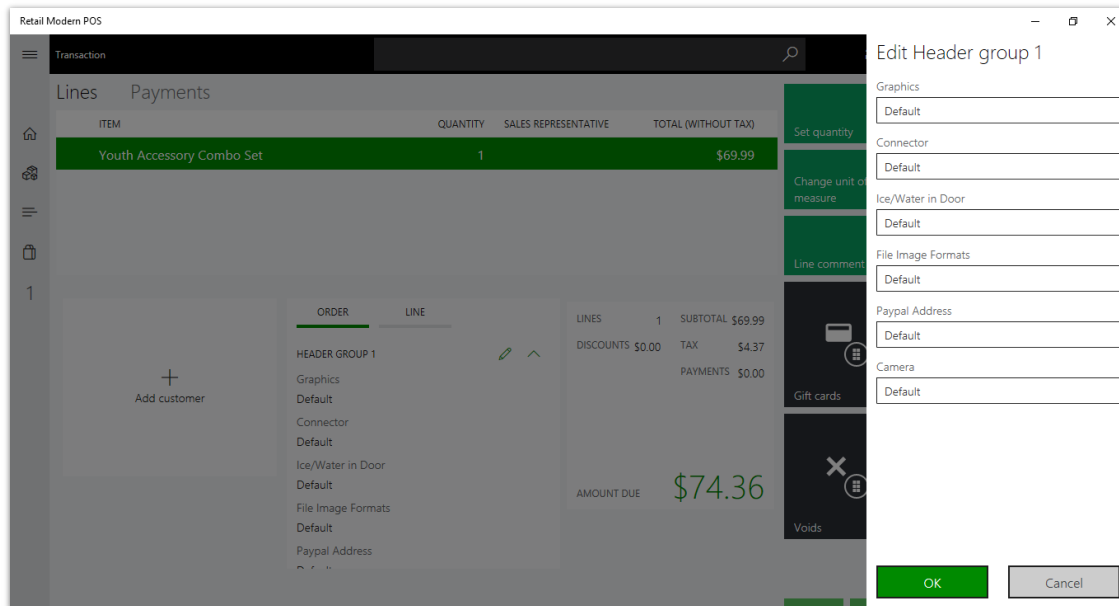 Retail Modern POS
Transaction
Lines Payments
ITEM QUANTITY SALES REPRESENTATIVE TOTAL (WITHOUT TAX)
Youth Accessory Combo Set 1 $69.99
1
Add customer
ORDER LINE
HEADER GROUP 1
Graphics
Default
Connector
Default
Ice/Water in Door
Default
File Image Formats
Default
Paypal Address
LINES 1 SUBTOTAL $69.99
DISCOUNTS $0.00 TAX $4.37
PAYMENTS $0.00
AMOUNT DUE $74.36
Set quantity
Change unit of
measure
Line comment
Gift cards
Voids
Edit Header group 1
Graphics
Default
Connector
Default
Ice/Water in Door
Default
File Image Formats
Default
Paypal Address
Default
Camera
Default
OK Cancel